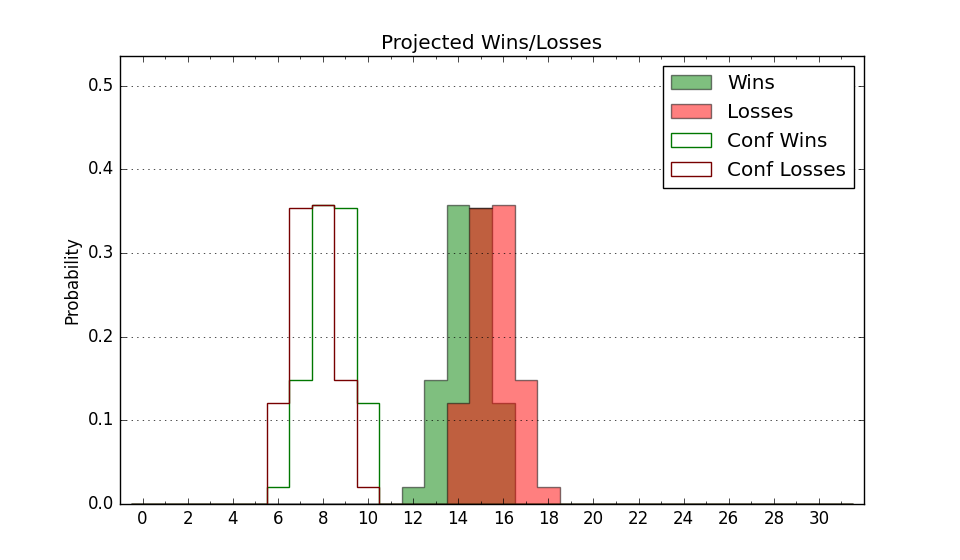 Projected Wins/Losses
Wins
Losses
Conf Wins
Conf Losses
Probability
0.5
0.4
0.3
0.2
0.1
0.0
0 2 4 6 8 10 12 14 16 18 20 22 24 26 28 30